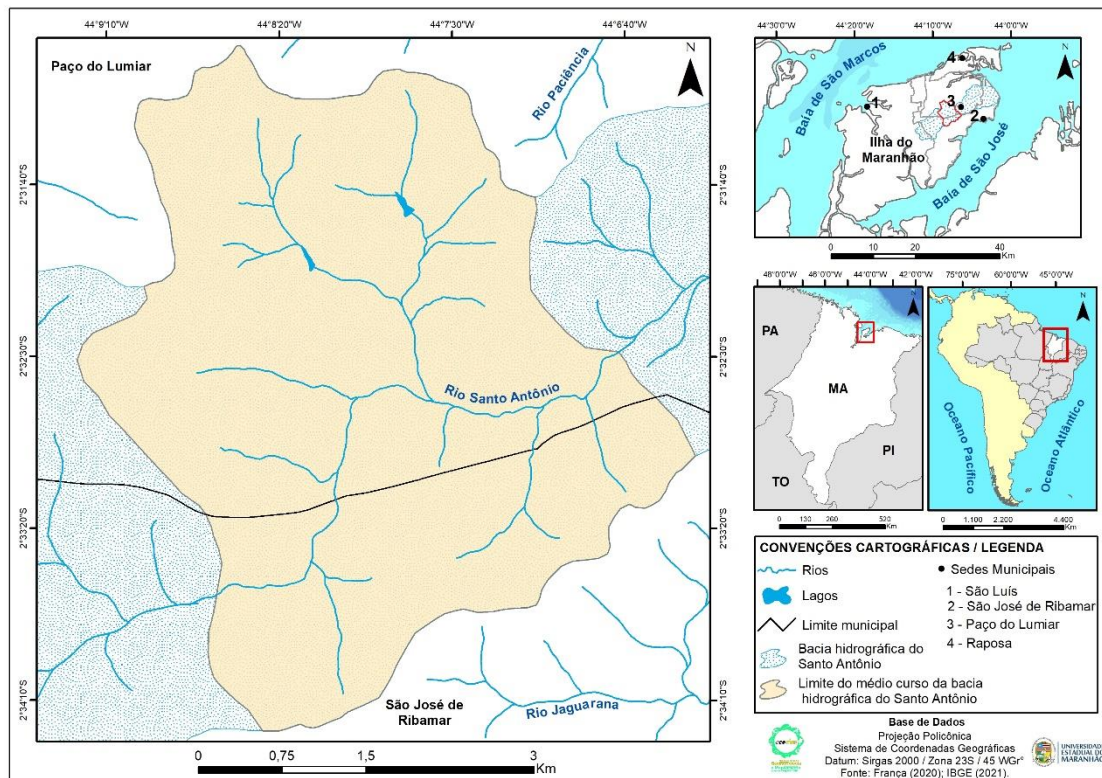 44°9'10"W 44°8'20"W 44°7'30"W 44°6'40"W
Paço do Lumiar
N
Rio Paciência
2°31'40"S
2°31'40"S
2°32'30"S
2°32'30"S
Rio Santo Antônio
2°33'20"S
2°33'20"S
2°34'10"S
2°34'10"S
São José de
Ribamar
Rio Jaguarana
0 0,75 1,5 3
Km
44°30'0"W 44°20'0"W 44°10'0"W 44°0'0"W
N
Baía de São Marcos
4
1
3
2
Ilha do
Maranhão
Baía de São José
0 10 20 40
Km
48°0'0"W 46°0'0"W 44°0'0"W 42°0'0"W
N
PA
MA
PI
TO
0 130 260 520
Km
75°0'0"W 60°0'0"W 45°0'0"W
N
Oceano Pacífico
Oceano Atlântico
0 1.100 2.200 4.400
Km
CONVENÇÕES CARTOGRÁFICAS / LEGENDA
Rios
Lagos
Limite municipal
Bacia hidrográfica do
Santo Antônio
Limite do médio curso da bacia
hidrográfica do Santo Antônio
Sedes Municipais
1 - São Luís
2 - São José de Ribamar
3 - Paço do Lumiar
4 - Raposa
Base de Dados
Projeção Policônica
Sistema de Coordenadas Geográficas
Datum: Sirgas 2000 / Zona 23S / 45 WGr°
Fonte: França (2020); IBGE (2021).
UNIVERSIDADE
ESTADUAL DO
MARANHÃO